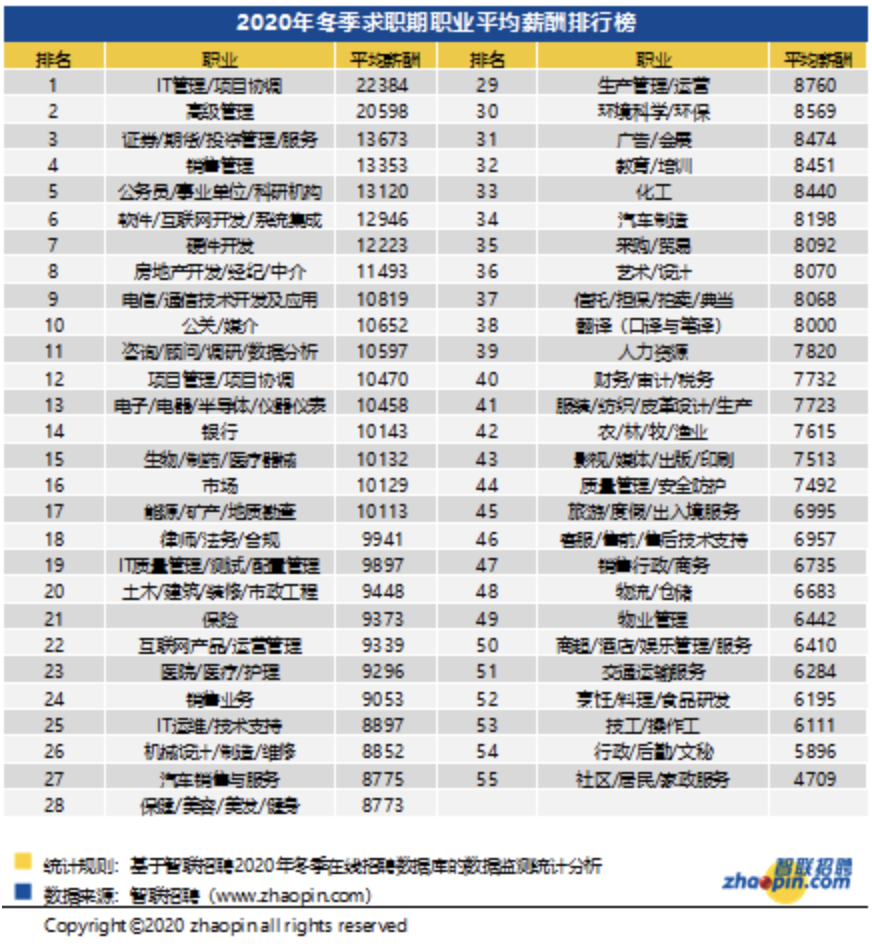 2020年冬季求职期职业平均薪酬排行榜
排名 职业 平均薪酬 排名 职业 平均薪酬
1 IT管理/项目协调 22384 29 生产管理/运营 8760
2 高级管理 20598 30 环境科学/环保 8569
3 证券/期货/投资管理/服务 13673 31 广告/会展 8474
4 销售管理 13353 32 教育/培训 8451
5 公务员/事业单位/科研机构 13120 33 化工 8440
6 软件/互联网开发/系统集成 12946 34 汽车制造 8198
7 硬件开发 12223 35 采购/贸易 8092
8 房地产开发/经纪/中介 11493 36 艺术/设计 8070
9 电信/通信技术开发及应用 10819 37 信托/担保/拍卖/典当 8068
10 公关/媒介 10652 38 翻译（口译与笔译） 8000
11 咨询/顾问/调研/数据分析 10597 39 人力资源 7820
12 项目管理/项目协调 10470 40 财务/审计/税务 7732
13 电子/电器/半导体/仪器仪表 10458 41 服装/纺织/皮革设计/生产 7723
14 银行 10143 42 农/林/牧/渔业 7615
15 生物/制药/医疗器械 10132 43 影视/媒体/出版/印刷 7513
16 市场 10129 44 质量管理/安全防护 7492
17 能源/矿产/地质勘查 10113 45 旅游/度假/出入境服务 6995
18 律师/法务/合规 9941 46 客服/售前/售后技术支持 6957
19 IT质量管理/测试/配置管理 9897 47 销售行政/商务 6735
20 土木/建筑/装修/市政工程 9448 48 物流/仓储 6683
21 保险 9373 49 物业管理 6442
22 互联网产品/运营管理 9339 50 商超/酒店/娱乐管理/服务 6410
23 医院/医疗/护理 9296 51 交通运输服务 6284
24 销售业务 9053 52 烹饪/料理/食品研发 6195
25 IT运维/技术支持 8897 53 技工/操作工 6111
26 机械设计/制造/维修 8852 54 行政/后勤/文秘 5896
27 汽车销售与服务 8775 55 社区/居民/家政服务 4709
28 保健/美容/美发/健身 8773
统计规则：基于智联招聘2020年冬季在线招聘数据库的数据监测统计分析
数据来源：智联招聘（www.zhaopin.com）
智联招聘
zhaopin.com
Copyright©2020 zhaopin all rights reserved